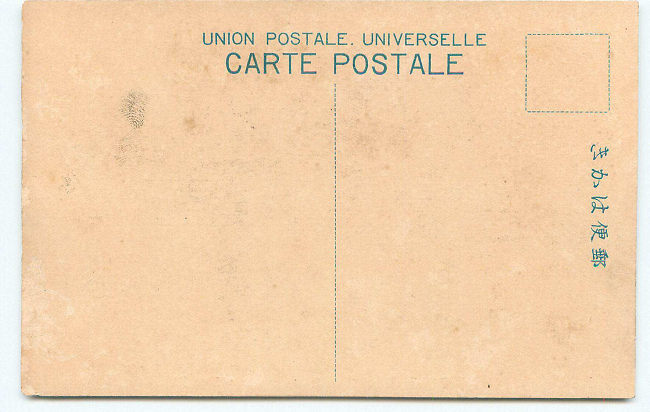 UNION POSTALE. UNIVERSELLE
CARTE POSTALE
きかは便郵